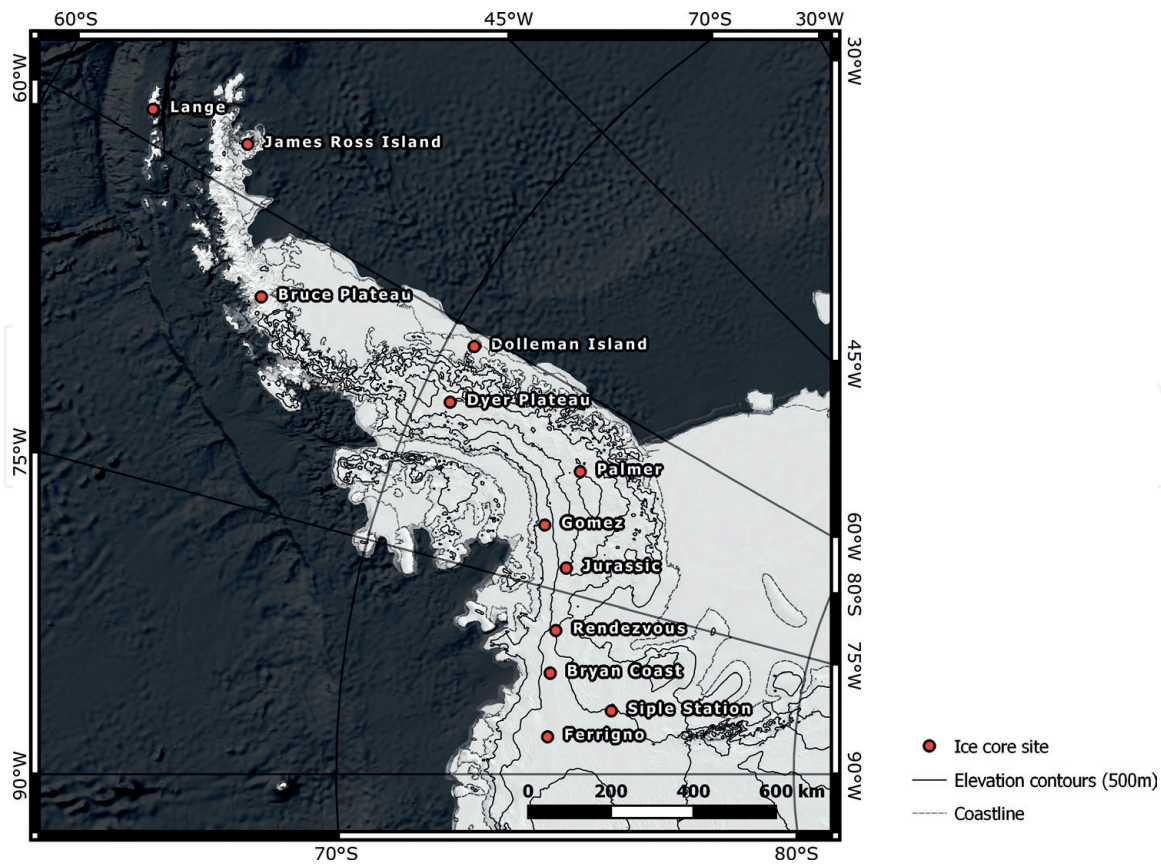 60°S 45°W 70°S 30°W
60°W
30°W
Lange
James Ross Island
Bruce Plateau
Dolleman Island
45°W
Dyer Plateau
75°W
Palmer
Gomez
60°W
Jurassic
80°S
Rendezvous
75°W
Bryan Coast
Siple Station
Ferrigno
90°W
90°W
0 200 400 600 km
70°S 80°S
Ice core site
Elevation contours (500m)
Coastline